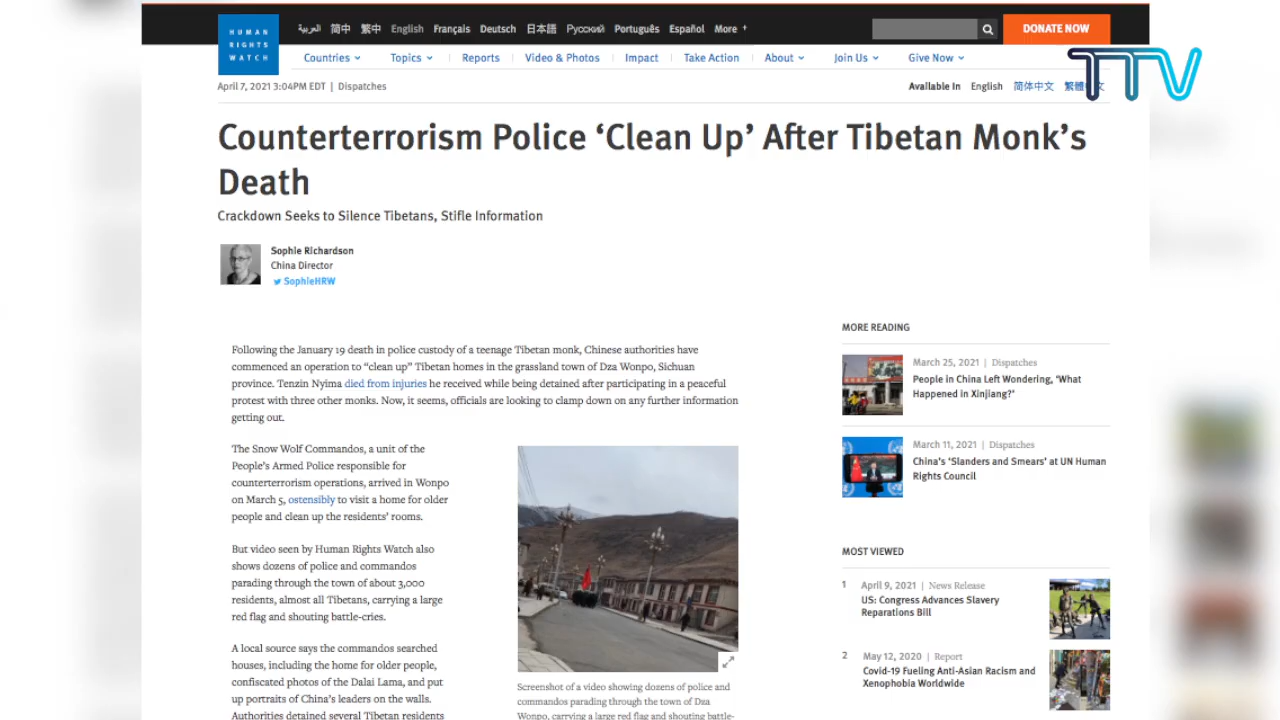 العربية 简中 繁中 English Français Deutsch 日本語 Русский Português Español More +
DONATE NOW
HUMAN
RIGHTS
WATCH
Countries Topics Reports Video & Photos Impact Take Action About Join Us Give Now
TTV
April 7, 2021 3:04PM EDT | Dispatches
Available In English 简体中文 繁體中文
Counterterrorism Police ‘Clean Up’ After Tibetan Monk’s
Death
Crackdown Seeks to Silence Tibetans, Stifle Information
Sophie Richardson
China Director
SophieHRW
Following the January 19 death in police custody of a teenage Tibetan monk, Chinese authorities have
commenced an operation to “clean up” Tibetan homes in the grassland town of Dza Wonpo, Sichuan
province. Tenzin Nyima died from injuries he received while being detained after participating in a peaceful
protest with three other monks. Now, it seems, officials are looking to clamp down on any further information
getting out.
The Snow Wolf Commandos, a unit of the
People’s Armed Police responsible for
counterterrorism operations, arrived in Wonpo
on March 5, ostensibly to visit a home for older
people and clean up the residents’ rooms.
But video seen by Human Rights Watch also
shows dozens of police and commandos
parading through the town of about 3,000
residents, almost all Tibetans, carrying a large
red flag and shouting battle-cries.
A local source says the commandos searched
houses, including the home for older people,
confiscated photos of the Dalai Lama, and put
up portraits of China’s leaders on the walls.
Authorities detained several Tibetan residents
Screenshot of a video showing dozens of police and
commandos parading through the town of Dza
Wonpo, carrying a large red flag and shouting battle-
MORE READING
March 25, 2021 | Dispatches
People in China Left Wondering, ‘What
Happened in Xinjiang?’
March 11, 2021 | Dispatches
China’s ‘Slanders and Smears’ at UN Human
Rights Council
MOST VIEWED
1 April 9, 2021 | News Release
US: Congress Advances Slavery
Reparations Bill
2 May 12, 2020 | Report
Covid-19 Fueling Anti-Asian Racism and
Xenophobia Worldwide